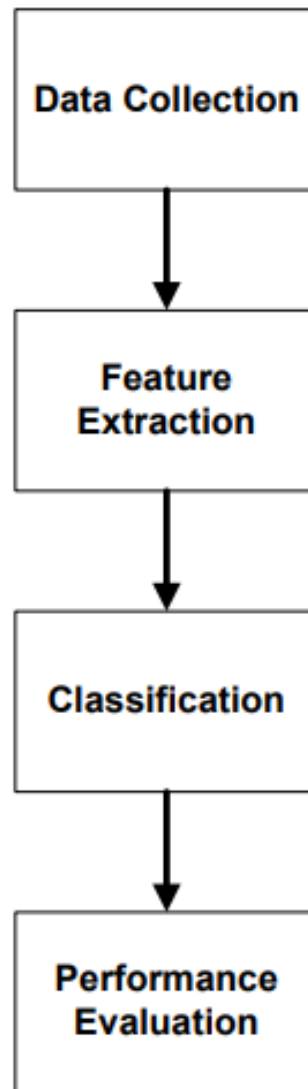 Data Collection
Feature
Extraction
Classification
Performance
Evaluation